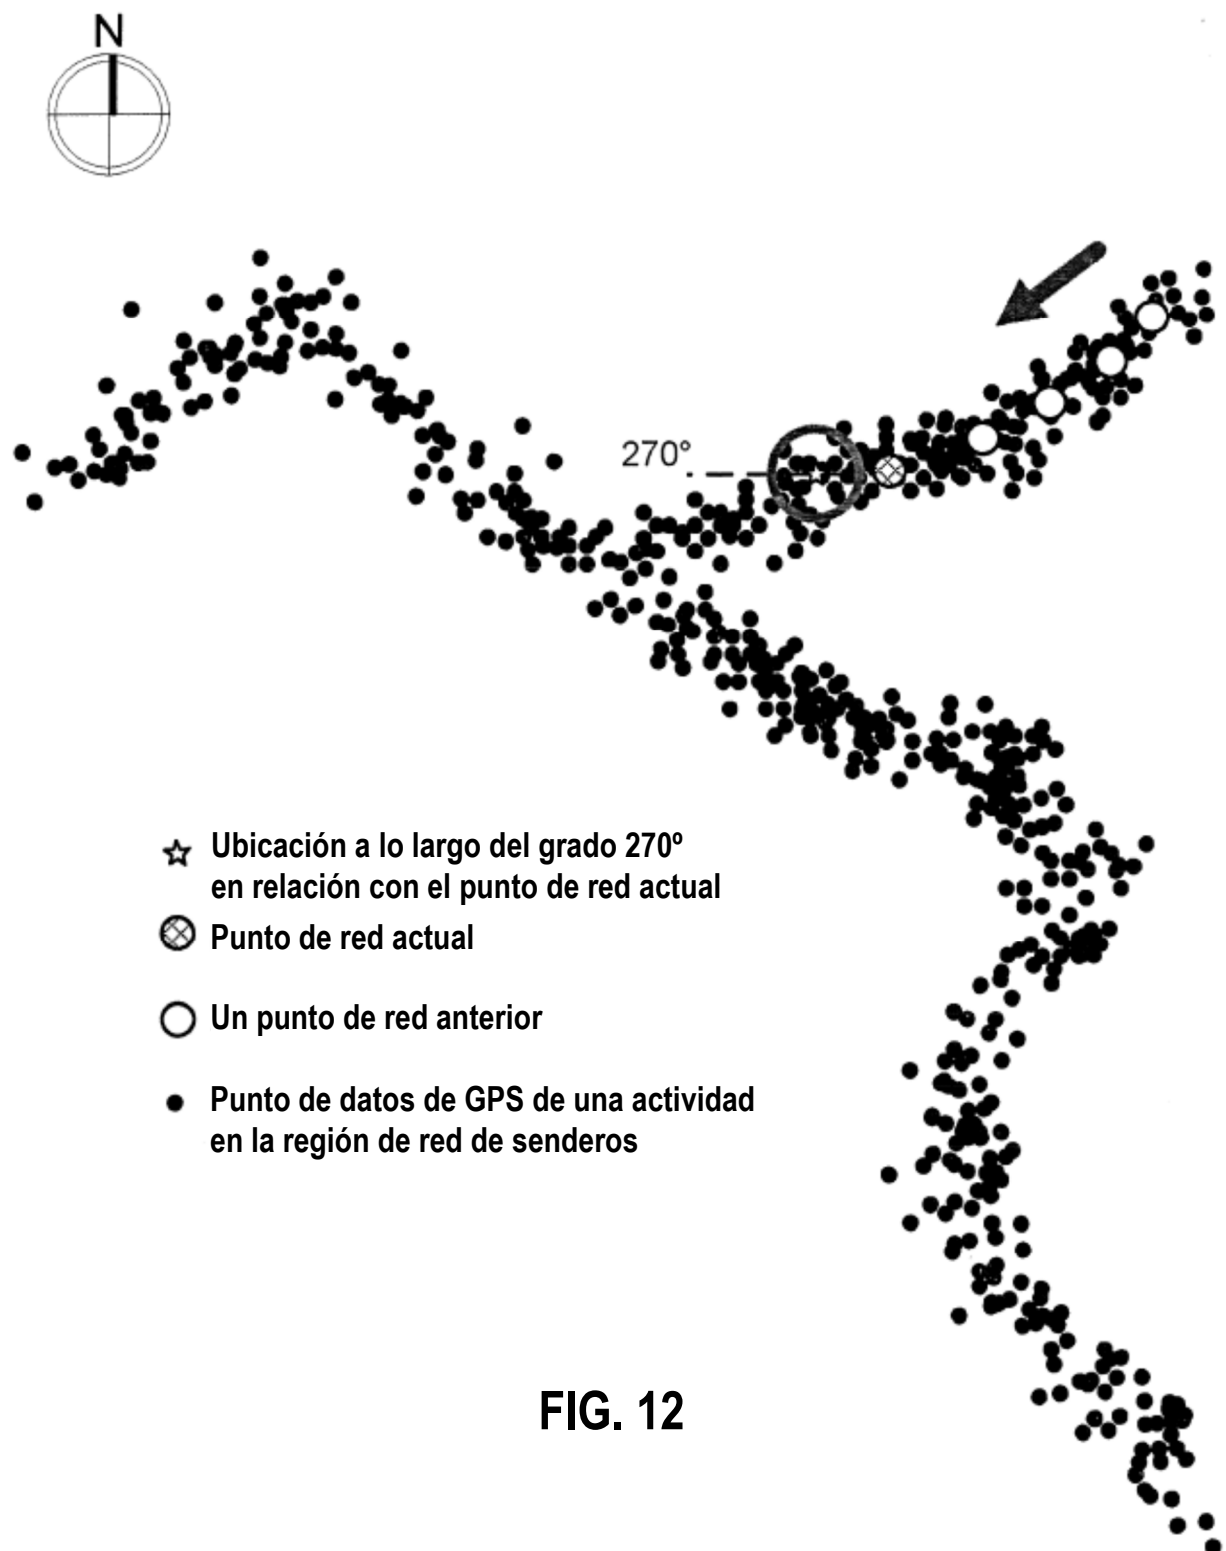 N
270°
Ubicación a lo largo del grado 270º
en relación con el punto de red actual
Punto de red actual
Un punto de red anterior
Punto de datos de GPS de una actividad
en la región de red de senderos
FIG. 12